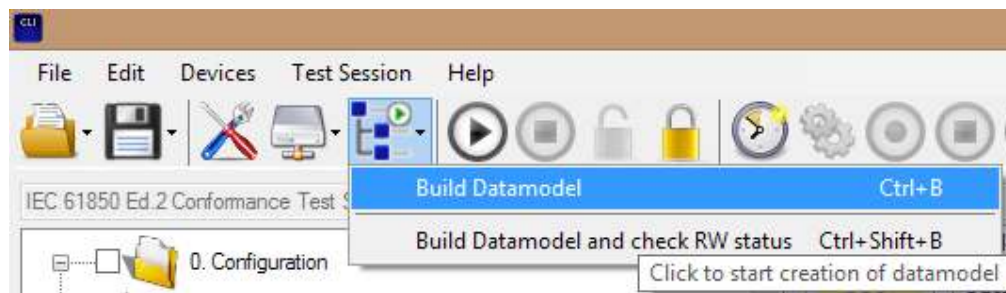 CLI
File Edit Devices Test Session Help
Build Datamodel Ctrl+B
IEC 61850 Ed.2 Conformance Test
Build Datamodel and check RW status Ctrl+Shift+B
0. Configuration
Click to start creation of datamodel